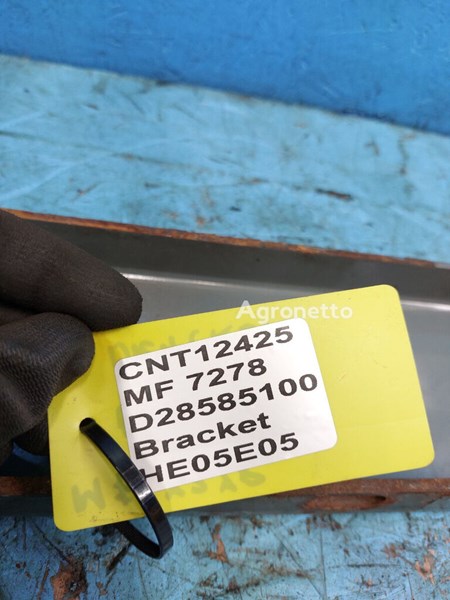 Agronetto
CNT12425
MF 7278
D28585100
Bracket
HE05E05